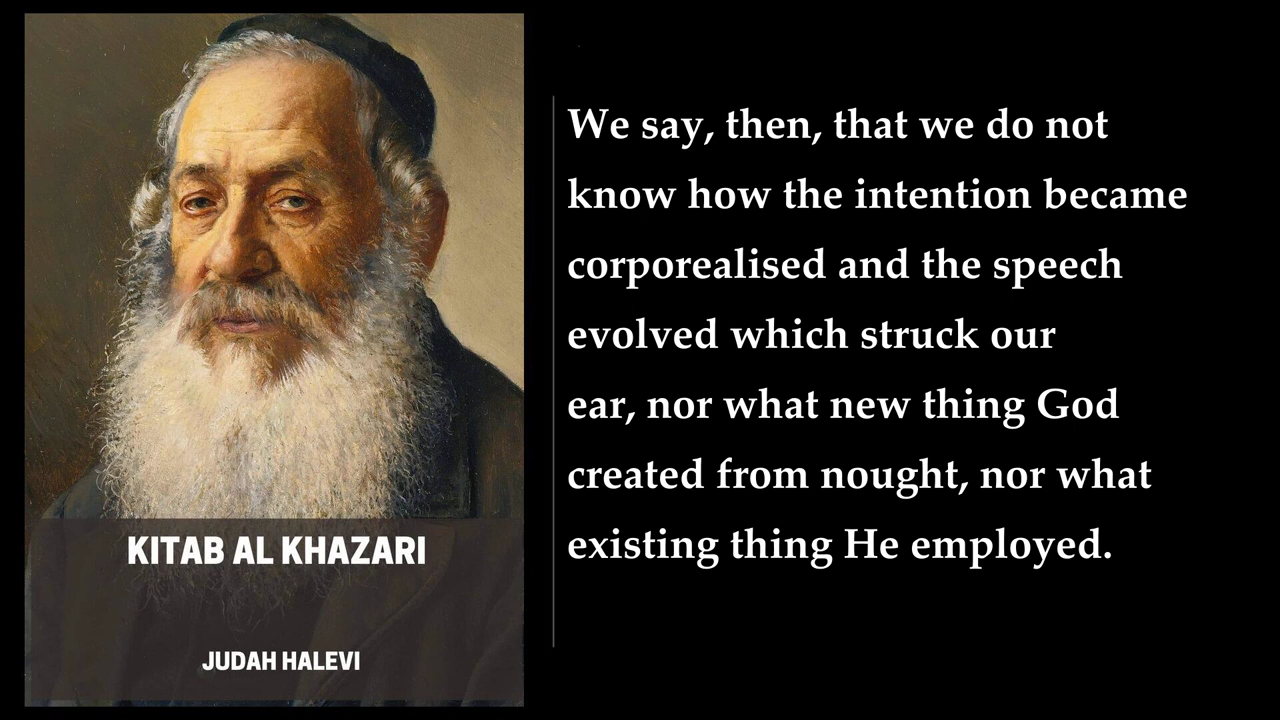 We say, then, that we do not
know how the intention became
corporealised and the speech
evolved which struck our
ear, nor what new thing God
created from nought, nor what
existing thing He employed.
KITAB AL KHAZARI
JUDAH HALEVI